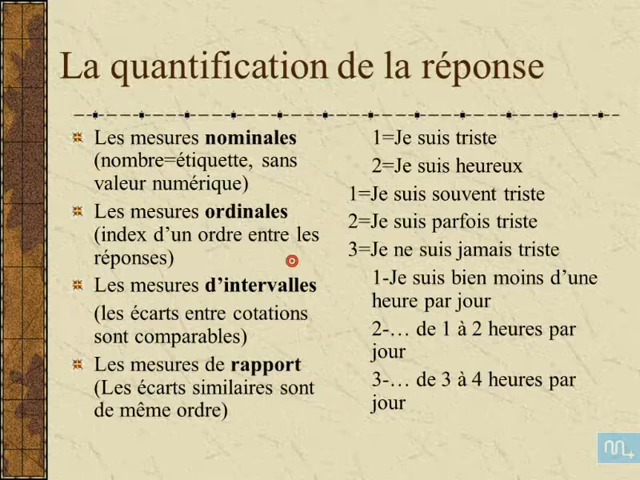 La quantification de la réponse
Les mesures nominales
(nombre=étiquette, sans
valeur numérique)
Les mesures ordinales
(index d’un ordre entre les
réponses)
Les mesures d’intervalles
(les écarts entre cotations
sont comparables)
Les mesures de rapport
(Les écarts similaires sont
de même ordre)
1=Je suis triste
2=Je suis heureux
1=Je suis souvent triste
2=Je suis parfois triste
3=Je ne suis jamais triste
1-Je suis bien moins d’une
heure par jour
2-… de 1 à 2 heures par
jour
3-… de 3 à 4 heures par
jour